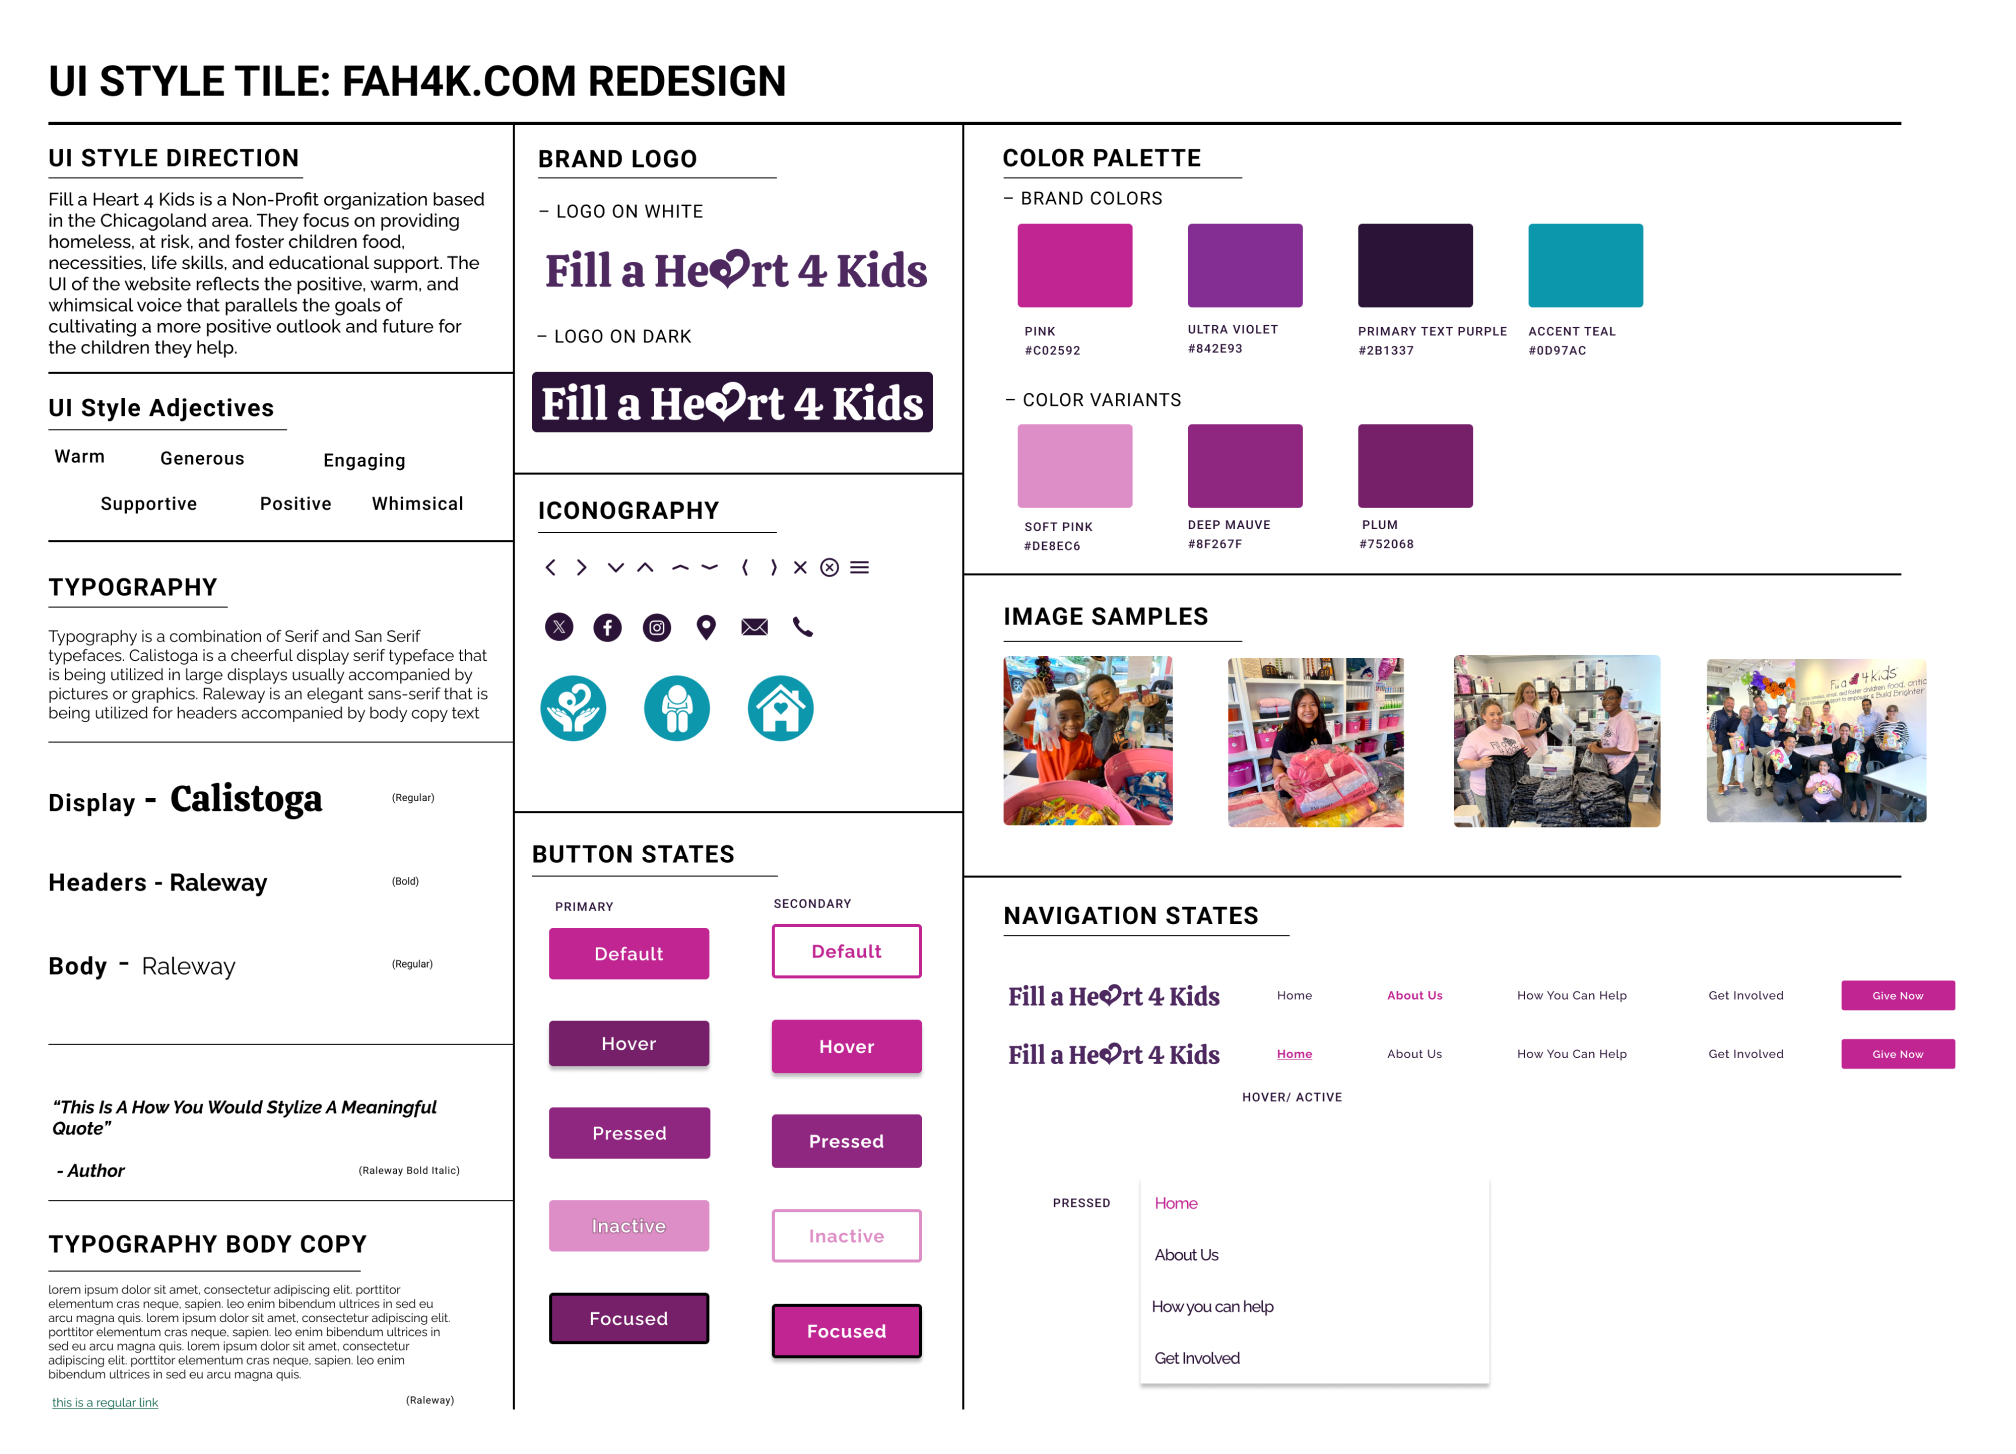 UI STYLE TILE: FAH4K.COM REDESIGN
UI STYLE DIRECTION
Fill a Heart 4 Kids is a Non-Profit organization based
in the Chicagoland area. They focus on providing
homeless, at risk, and foster children food,
necessities, life skills, and educational support. The
UI of the website reflects the positive, warm, and
whimsical voice that parallels the goals of
cultivating a more positive outlook and future for
the children they help.
UI Style Adjectives
Warm Generous Engaging
Supportive Positive Whimsical
TYPOGRAPHY
Typography is a combination of Serif and San Serif
typefaces. Calistoga is a cheerful display serif typeface that
is being utilized in large displays usually accompanied by
pictures or graphics. Raleway is an elegant sans-serif that is
being utilized for headers accompanied by body copy text
Display - Calistoga (Regular)
Headers - Raleway (Bold)
Body - Raleway (Regular)
“This Is A How You Would Stylize A Meaningful
Quote”
- Author (Raleway Bold Italic)
TYPOGRAPHY BODY COPY
lorem ipsum dolor sit amet, consectetur adipiscing elit. porttitor
elementum cras neque, sapien. leo enim bibendum ultrices in sed eu
arcu magna quis. lorem ipsum dolor sit amet, consectetur adipiscing elit.
porttitor elementum cras neque, sapien. leo enim bibendum ultrices in
sed eu arcu magna quis. lorem ipsum dolor sit amet, consectetur
adipiscing elit. porttitor elementum cras neque, sapien. leo enim
bibendum ultrices in sed eu arcu magna quis.
this is a regular link (Raleway)
BRAND LOGO
– LOGO ON WHITE
Fill a Heart 4 Kids
– LOGO ON DARK
Fill a Heart 4 Kids
ICONOGRAPHY
BUTTON STATES
PRIMARY SECONDARY
Default Default
Hover Hover
Pressed Pressed
Inactive Inactive
Focused Focused
COLOR PALETTE
– BRAND COLORS
PINK ULTRA VIOLET PRIMARY TEXT PURPLE ACCENT TEAL
#C02592 #842E93 #2B1337 #0D97AC
– COLOR VARIANTS
SOFT PINK DEEP MAUVE PLUM
#DE8EC6 #8F267F #752068
IMAGE SAMPLES
4 kids
and foster children food,
support to empower & Build Brighter
NAVIGATION STATES
Fill a Heart 4 Kids Home About Us How You Can Help Get Involved Give Now
Fill a Heart 4 Kids Home About Us How You Can Help Get Involved Give Now
HOVER/ ACTIVE
PRESSED
Home
About Us
How you can help
Get Involved